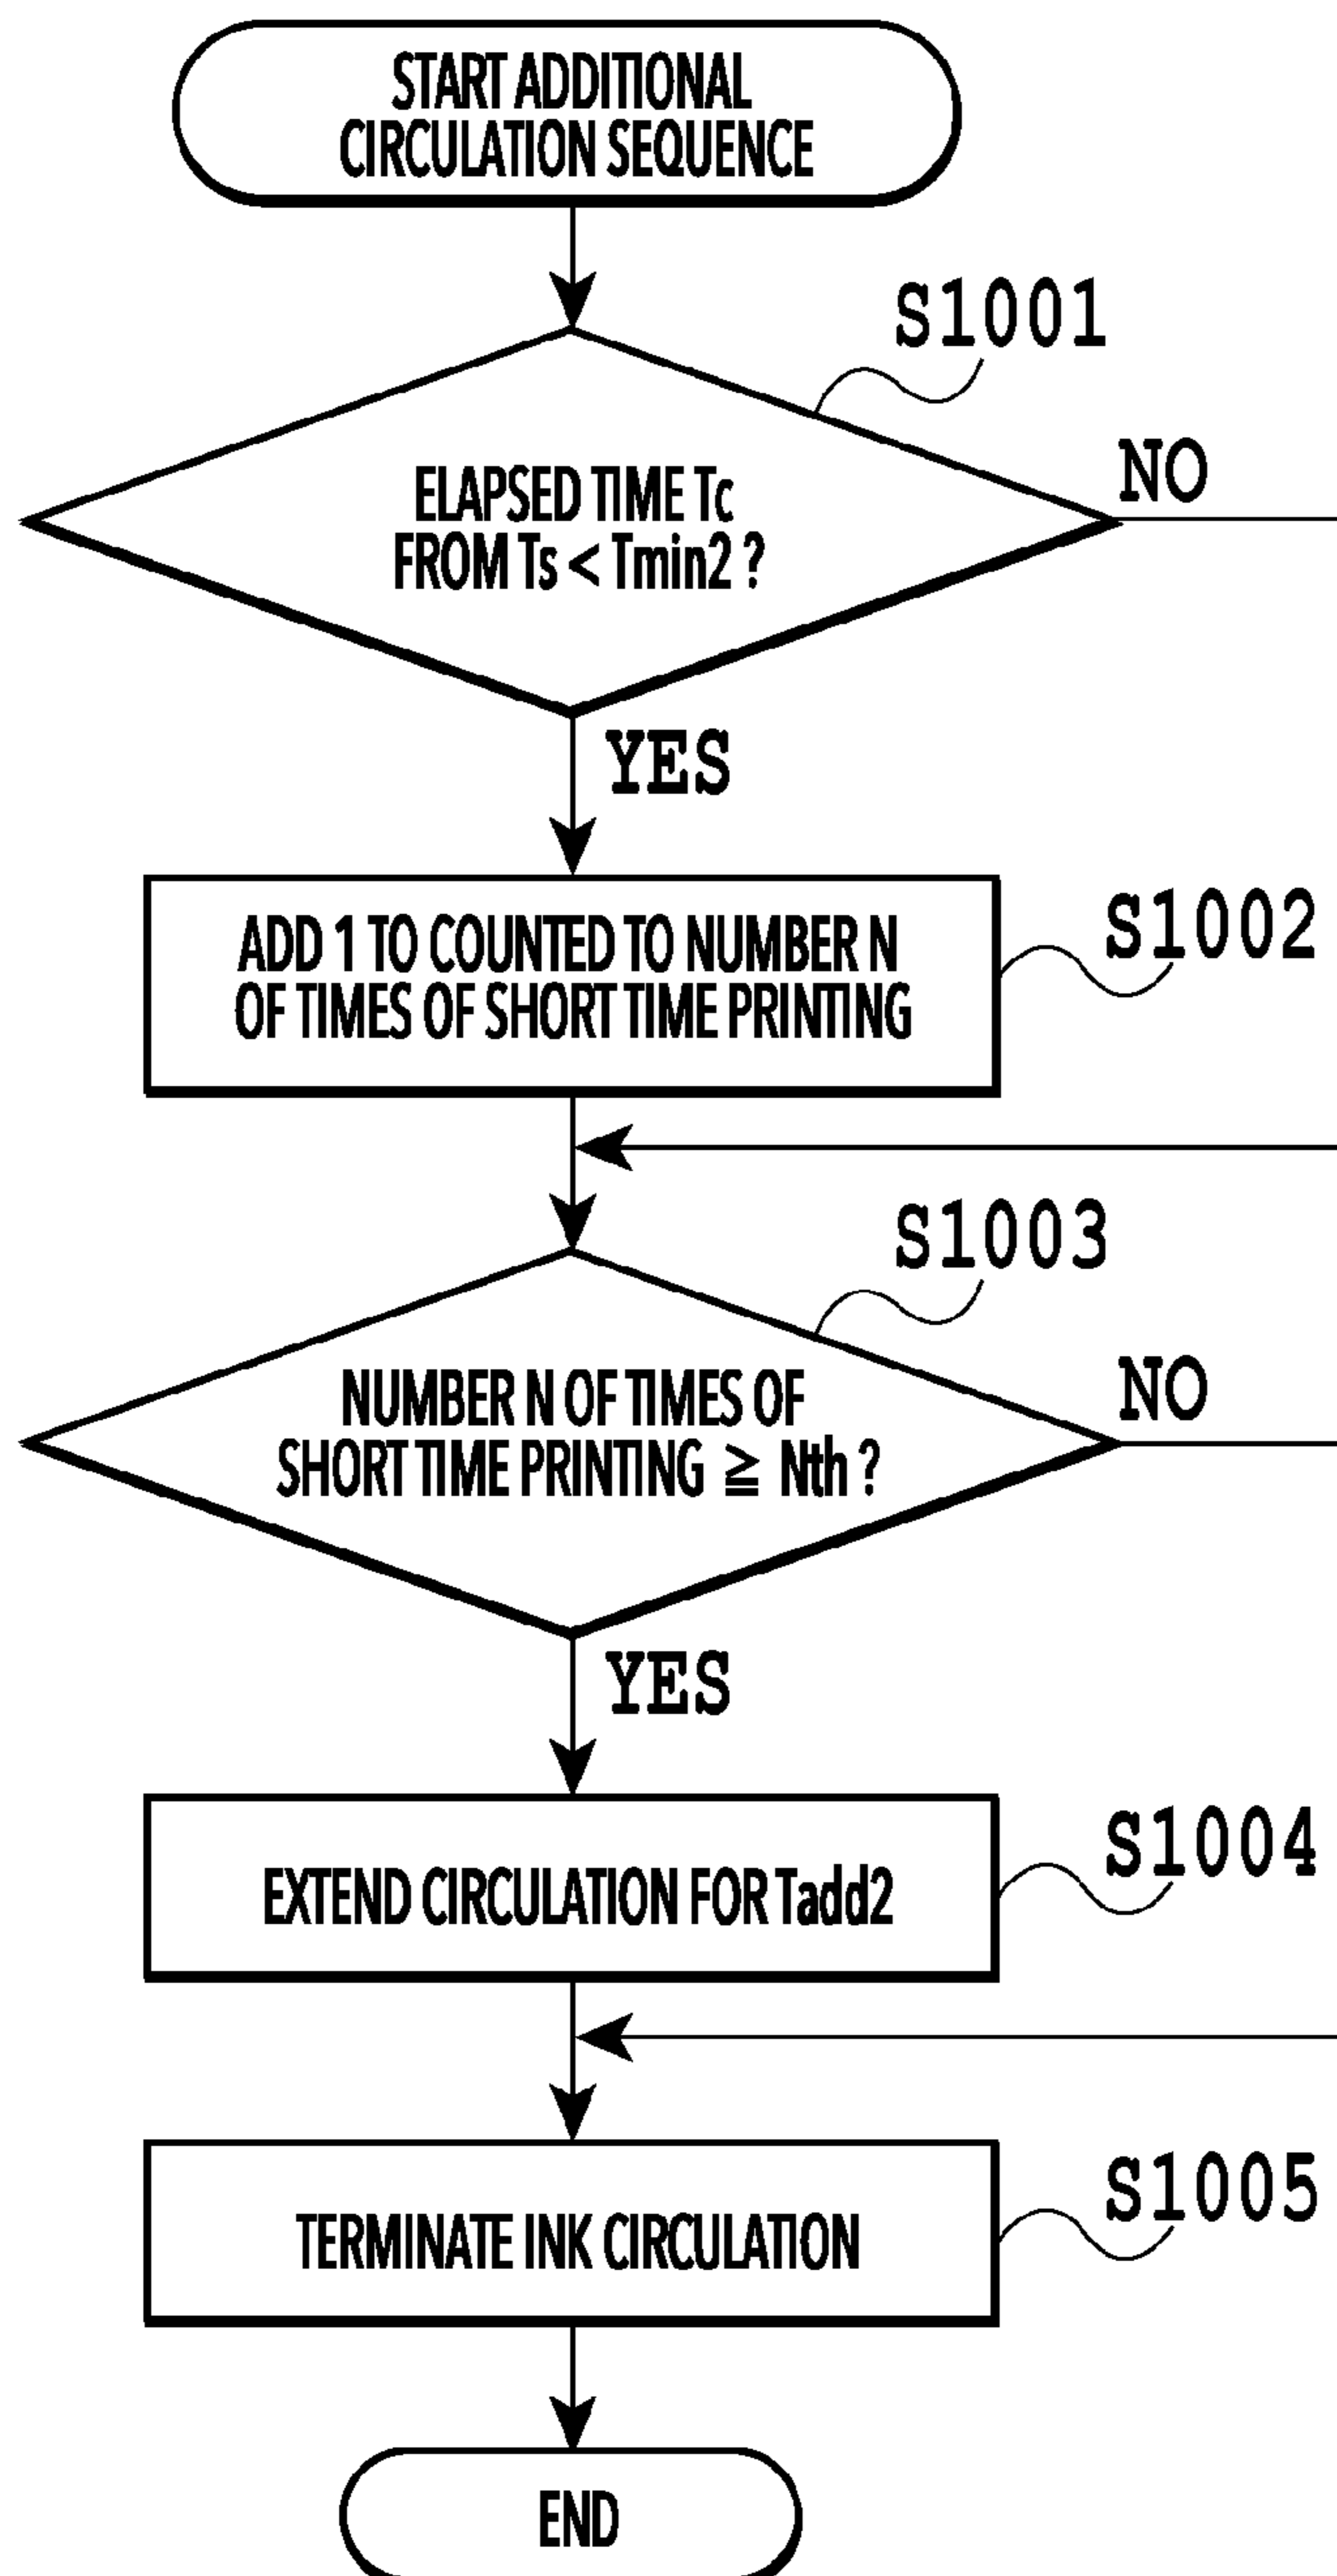 START ADDITIONAL
CIRCULATION SEQUENCE
S1001
NO
ELAPSED TIME Tc
FROM Ts < Tmin2 ?
YES
ADD 1 TO COUNTED TO NUMBER N
OF TIMES OF SHORT TIME PRINTING
S1002
S1003
NO
NUMBER N OF TIMES OF
SHORT TIME PRINTING ≧ Nth ?
YES
EXTEND CIRCULATION FOR Tadd2
S1004
TERMINATE INK CIRCULATION
S1005
END